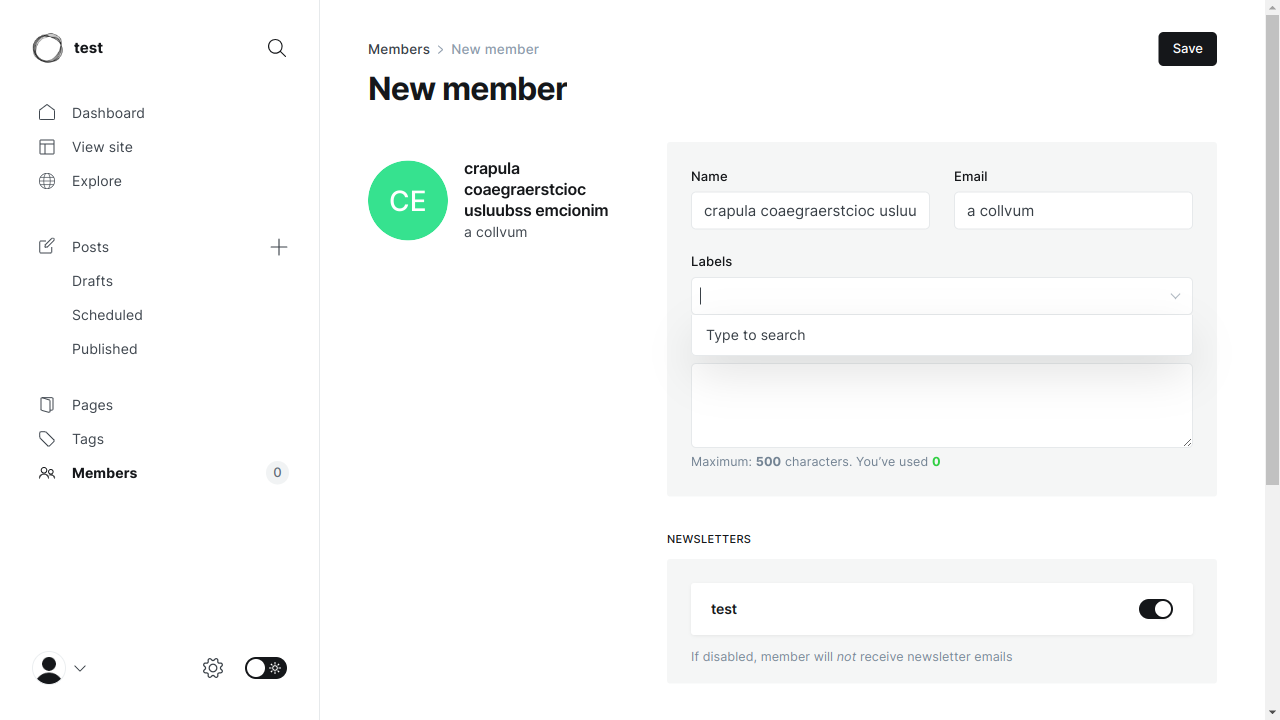 test
Dashboard
View site
Explore
Posts
Drafts
Scheduled
Published
Pages
Tags
Members 0
Members > New member
Save
New member
CE
crapula
coaegraerstcioc
usluubss emcionim
a collvum
Name
Email
crapula coaegraerstcioc usluu
a collvum
Labels
Type to search
Maximum: 500 characters. You've used 0
NEWSLETTERS
test
If disabled, member will not receive newsletter emails